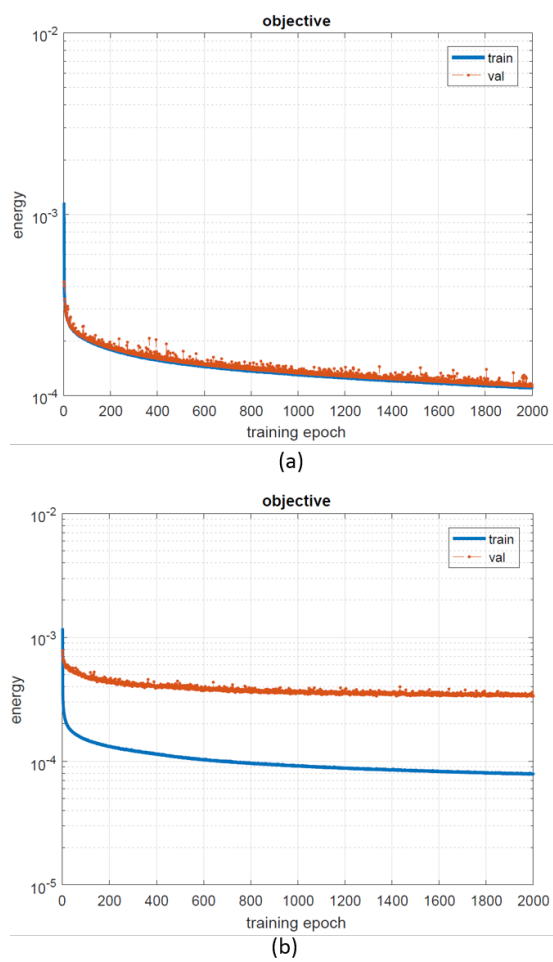 objective
10^-2
train
val
energy
10^-3
10^-4
0 200 400 600 800 1000 1200 1400 1600 1800 2000
training epoch
(a)
objective
10^-2
train
val
10^-3
energy
10^-4
10^-5
0 200 400 600 800 1000 1200 1400 1600 1800 2000
training epoch
(b)